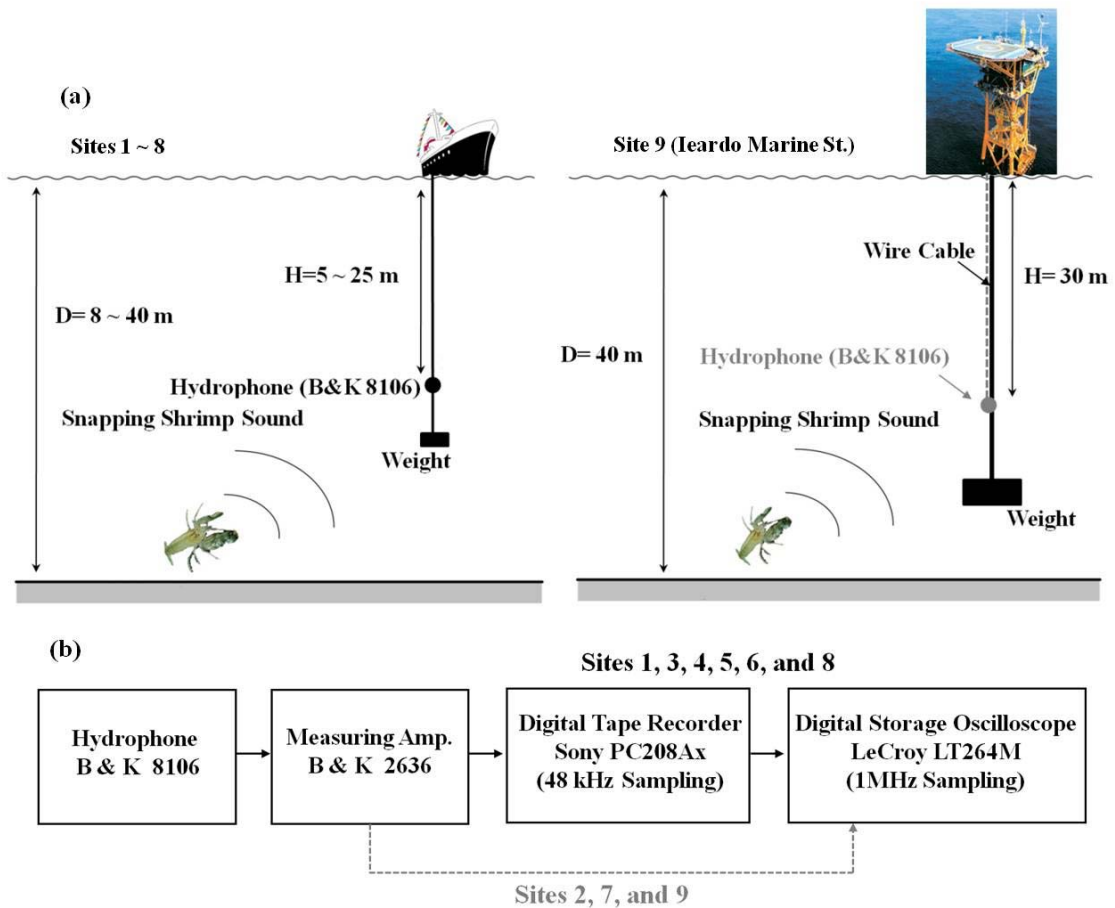 (a)
Sites 1 ~ 8
H=5 ~ 25 m
D= 8 ~ 40 m
Hydrophone (B&K 8106)
Snapping Shrimp Sound
Weight
Site 9 (Ieardo Marine St.)
Wire Cable
H= 30 m
D= 40 m
Hydrophone (B&K 8106)
Snapping Shrimp Sound
Weight
(b)
Sites 1, 3, 4, 5, 6, and 8
Hydrophone
B & K 8106
Measuring Amp.
B & K 2636
Digital Tape Recorder
Sony PC208Ax
(48 kHz Sampling)
Digital Storage Oscilloscope
LeCroy LT264M
(1MHz Sampling)
Sites 2, 7, and 9